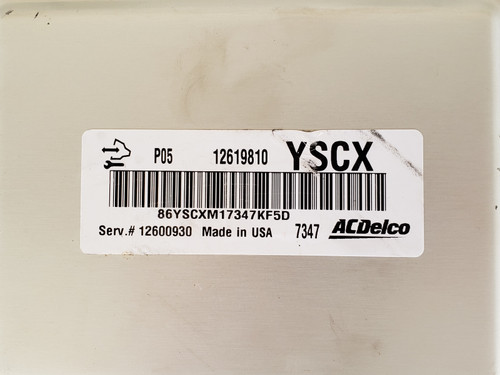 P05 12619810 YSCX
86YSCXM17347KF5D
Serv.# 12600930 Made in USA 7347 ACDelco